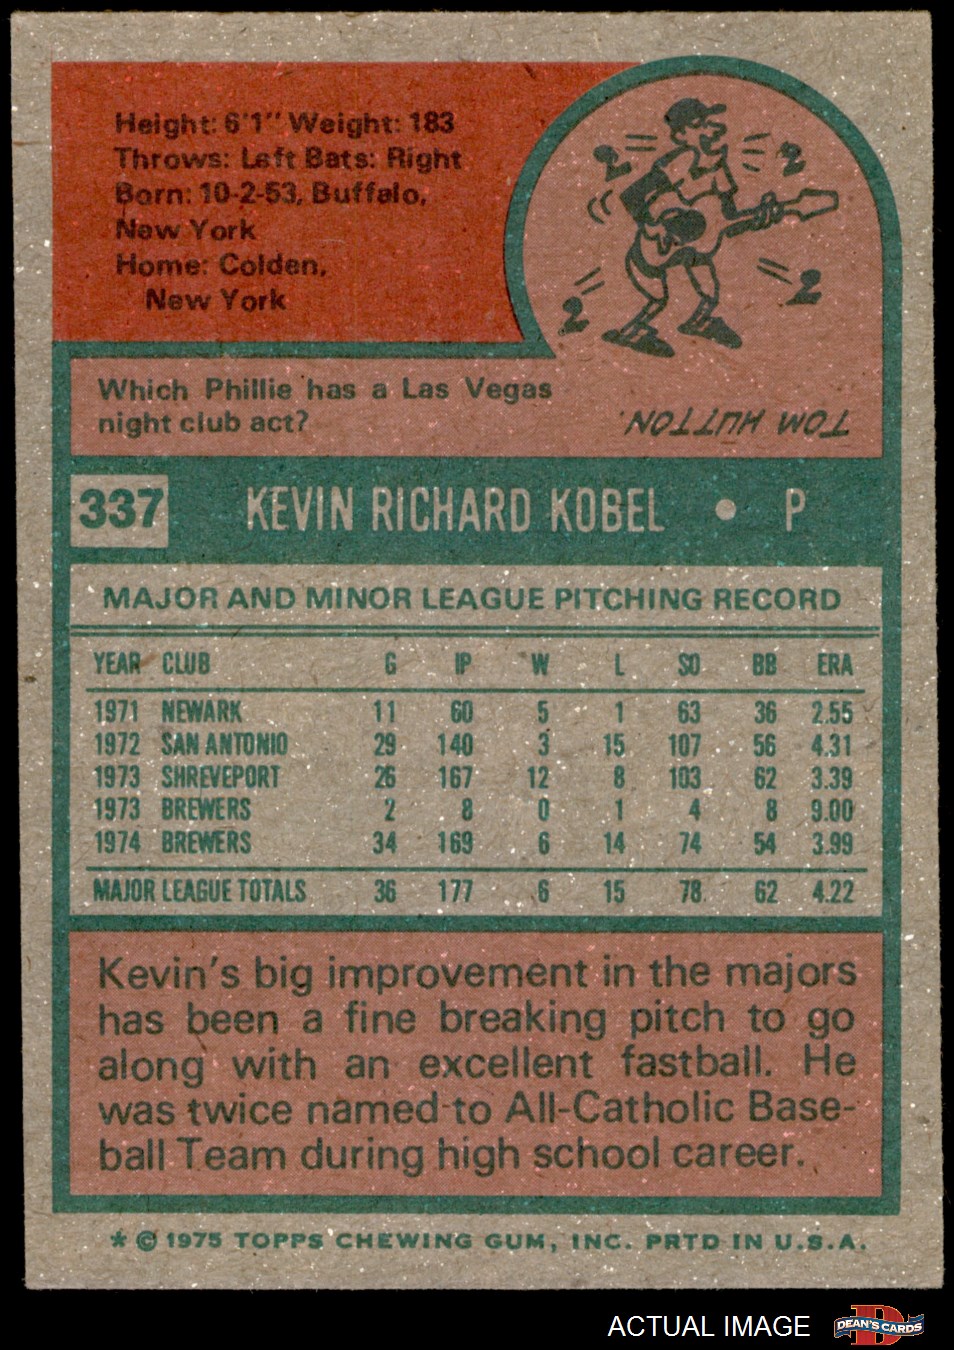 Height: 6'1" Weight: 183
Throws: Left Bats: Right
Born: 10-2-53, Buffalo,
New York
Home: Colden,
New York
2 2
2 2
Which Phillie has a Las Vegas
night club act?
TOM HUTTON.
337 KEVIN RICHARD KOBEL • P
MAJOR AND MINOR LEAGUE PITCHING RECORD
YEAR CLUB G IP W L SO BB ERA
1971 NEWARK 11 60 5 1 63 36 2.55
1972 SAN ANTONIO 29 140 3 15 107 56 4.31
1973 SHREVEPORT 26 167 12 8 103 62 3.39
1973 BREWERS 2 8 0 1 4 8 9.00
1974 BREWERS 34 169 6 14 74 54 3.99
MAJOR LEAGUE TOTALS 36 177 6 15 78 62 4.22
Kevin's big improvement in the majors
has been a fine breaking pitch to go
along with an excellent fastball. He
was twice named to All-Catholic Base-
ball Team during high school career.
* © 1975 TOPPS CHEWING GUM, INC. PRTD IN U.S.A.
ACTUAL IMAGE
D
DEAN'S CARDS